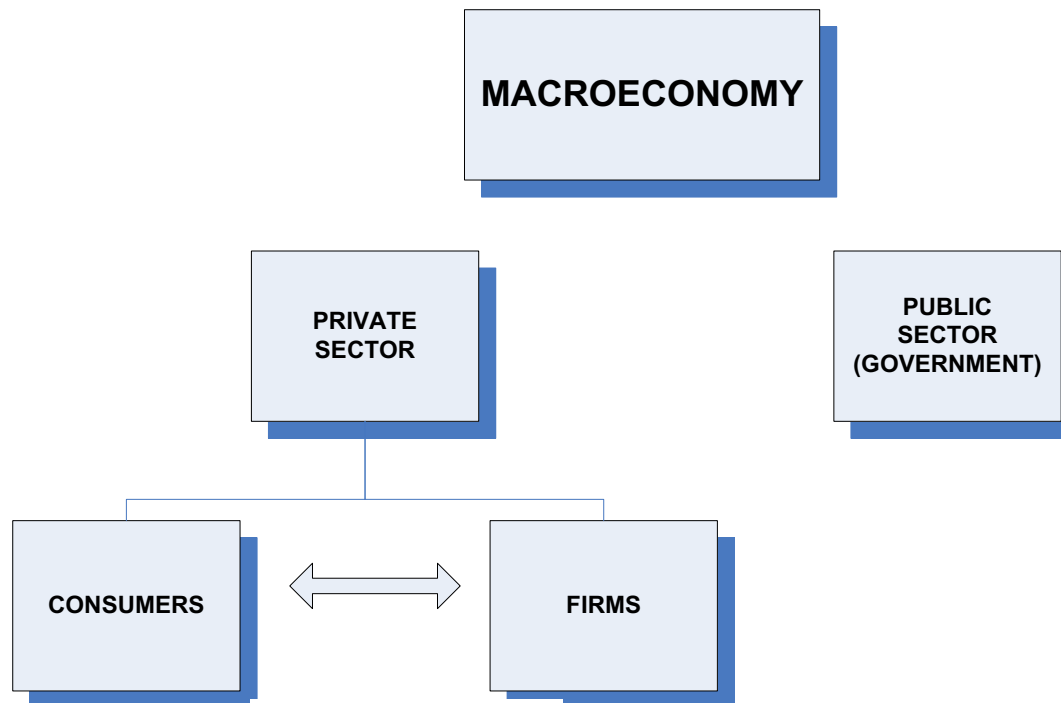 MACROECONOMY
PRIVATE
SECTOR
PUBLIC
SECTOR
(GOVERNMENT)
CONSUMERS
FIRMS